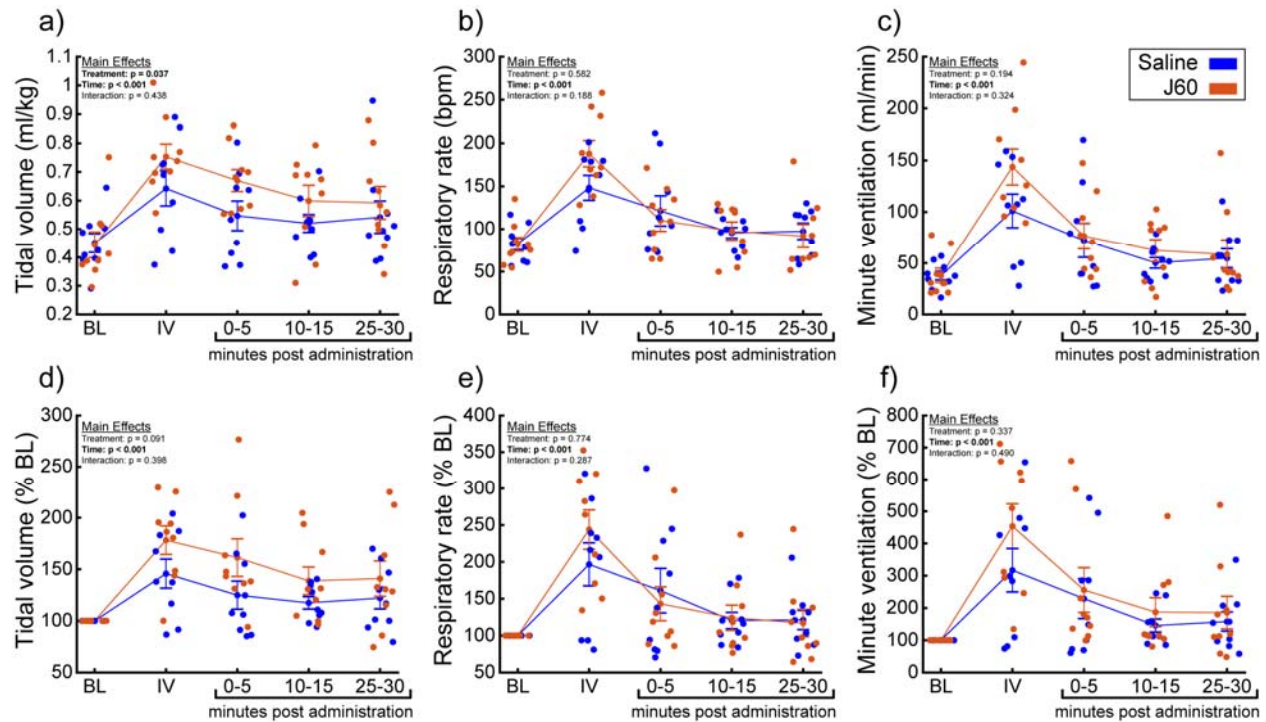 a)
Tidal volume (ml/kg)
1.1
1
0.9
0.8
0.7
0.6
0.5
0.4
0.3
0.2
Main Effects
Treatment: p = 0.037
Time: p < 0.001
Interaction: p = 0.438
BL IV 0-5 10-15 25-30
minutes post administration
b)
Respiratory rate (bpm)
300
250
200
150
100
50
0
Main Effects
Treatment: p = 0.582
Time: p < 0.001
Interaction: p = 0.188
BL IV 0-5 10-15 25-30
minutes post administration
c)
Minute ventilation (ml/min)
250
200
150
100
50
0
Main Effects
Treatment: p = 0.194
Time: p < 0.001
Interaction: p = 0.324
Saline
J60
BL IV 0-5 10-15 25-30
minutes post administration
d)
Tidal volume (% BL)
300
250
200
150
100
50
Main Effects
Treatment: p = 0.091
Time: p < 0.001
Interaction: p = 0.398
BL IV 0-5 10-15 25-30
minutes post administration
e)
Respiratory rate (% BL)
400
350
300
250
200
150
100
50
Main Effects
Treatment: p = 0.774
Time: p < 0.001
Interaction: p = 0.287
BL IV 0-5 10-15 25-30
minutes post administration
f)
Minute ventilation (% BL)
800
700
600
500
400
300
200
100
0
Main Effects
Treatment: p = 0.337
Time: p < 0.001
Interaction: p = 0.490
BL IV 0-5 10-15 25-30
minutes post administration